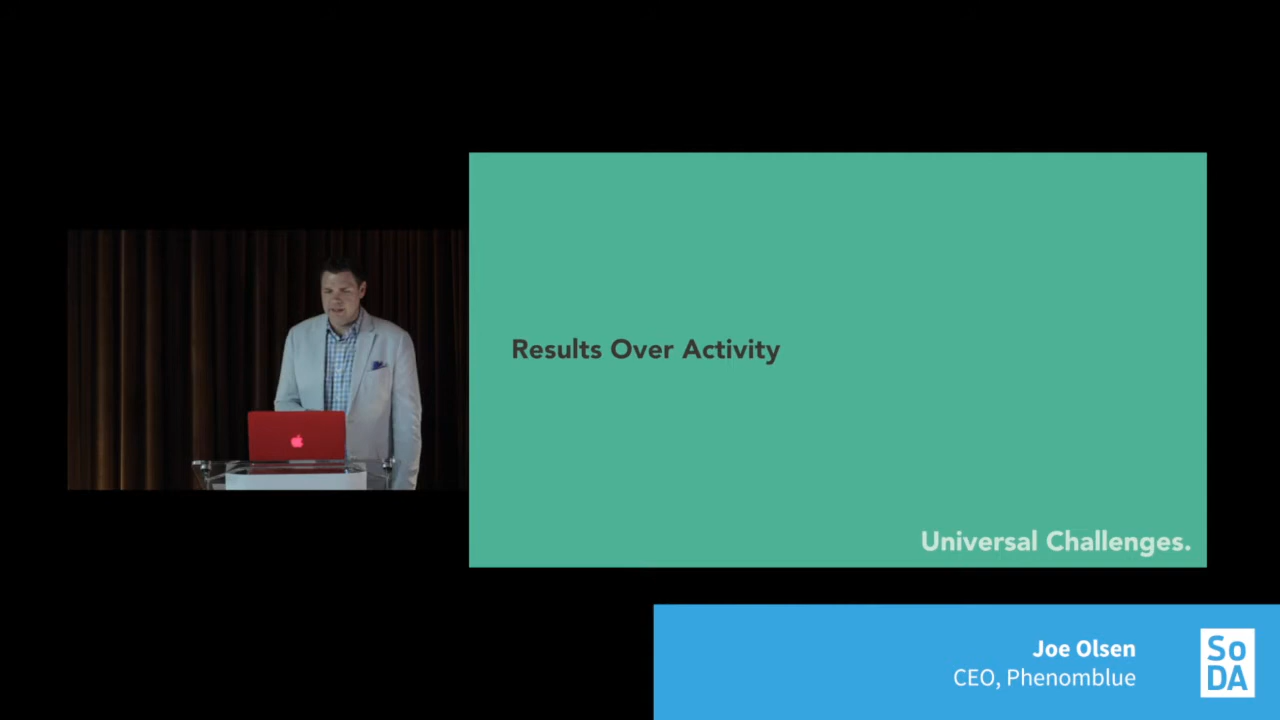 Results Over Activity
Universal Challenges.
Joe Olsen
CEO, Phenomblue
So
DA